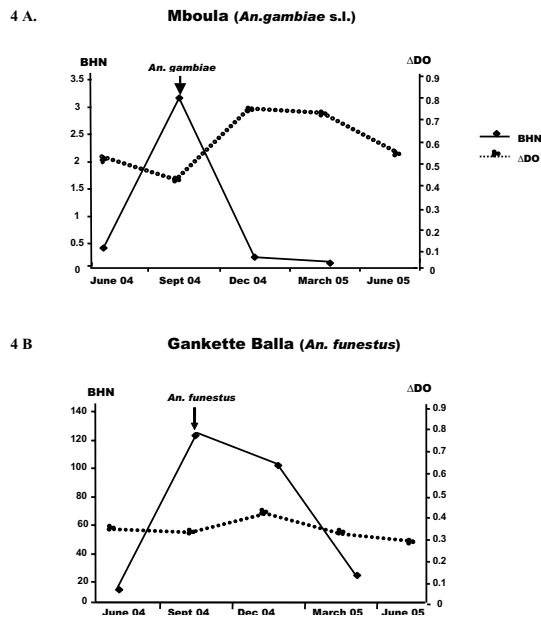 4 A.
Mboula (An.gambiae s.l.)
BHN
An. gambiae
ΔDO
3.5
3
2.5
2
1.5
1
0.5
0
0.9
0.8
0.7
0.6
0.5
0.4
0.3
0.2
0.1
0
BHN
ΔDO
June 04 Sept 04 Dec 04 March 05 June 05
4 B
Gankette Balla (An. funestus)
BHN
An. funestus
ΔDO
140
120
100
80
60
40
20
0
0.9
0.8
0.7
0.6
0.5
0.4
0.3
0.2
0.1
0
June 04 Sept 04 Dec 04 March 05 June 05